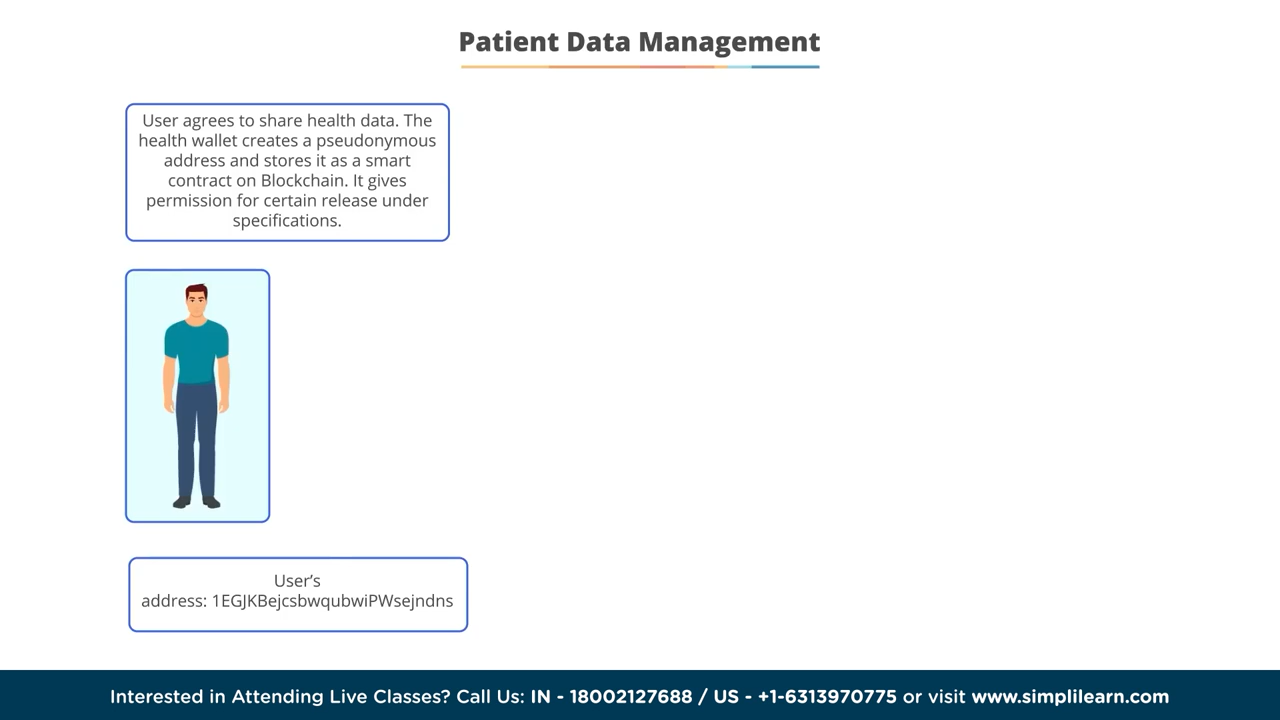 Patient Data Management
User agrees to share health data. The
health wallet creates a pseudonymous
address and stores it as a smart
contract on Blockchain. It gives
permission for certain release under
specifications.
User’s
address: 1EGJKBejcsbwqubwiPWsejndns
Interested in Attending Live Classes? Call Us: IN - 18002127688 / US - +1-6313970775 or visit www.simplilearn.com